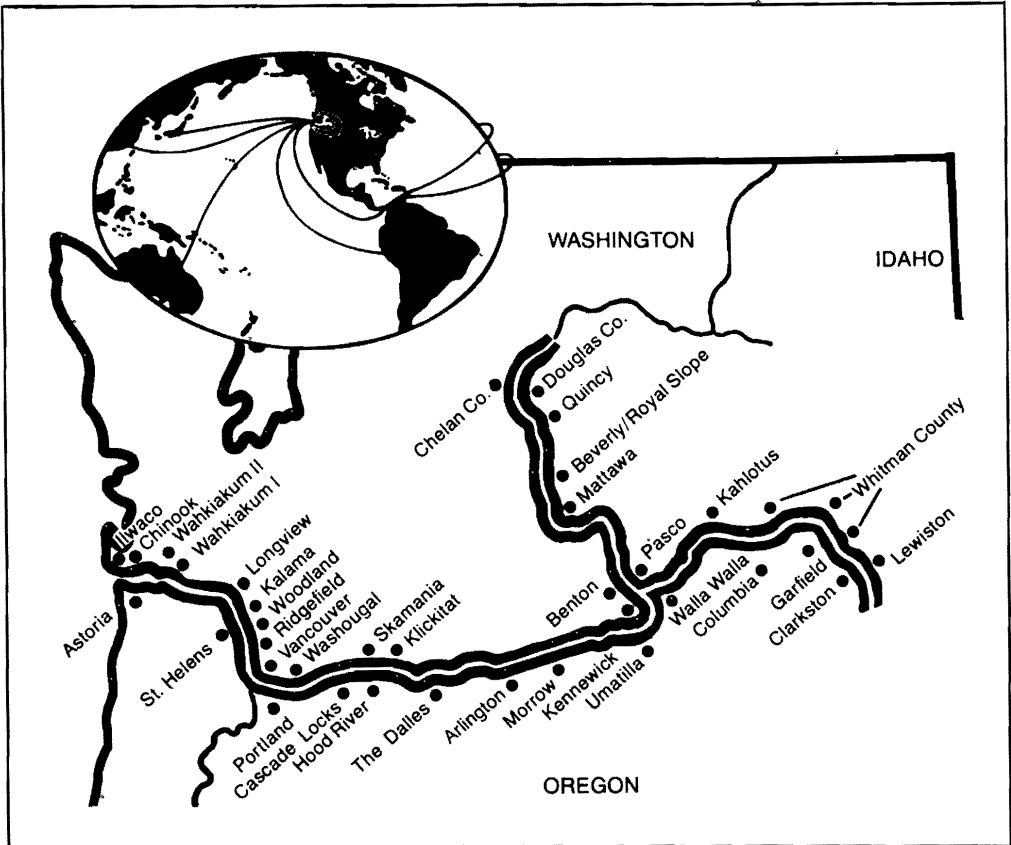 WASHINGTON
IDAHO
Chelan Co.
Douglas Co.
Quincy
Beverly/Royal Slope
Mattawa
Kahlotus
Whitman County
Ilwaco
Chinook
Wahkiakum II
Wahkiakum I
Longview
Kalama
Woodland
Ridgefield
Vancouver
Washougal
Skamania
Klickitat
Pasco
Benton
Walla Walla
Columbia
Garfield
Clarkston
Lewiston
Astoria
St. Helens
Portland
Cascade Locks
Hood River
The Dalles
Arlington
Morrow
Kennewick
Umatilla
OREGON